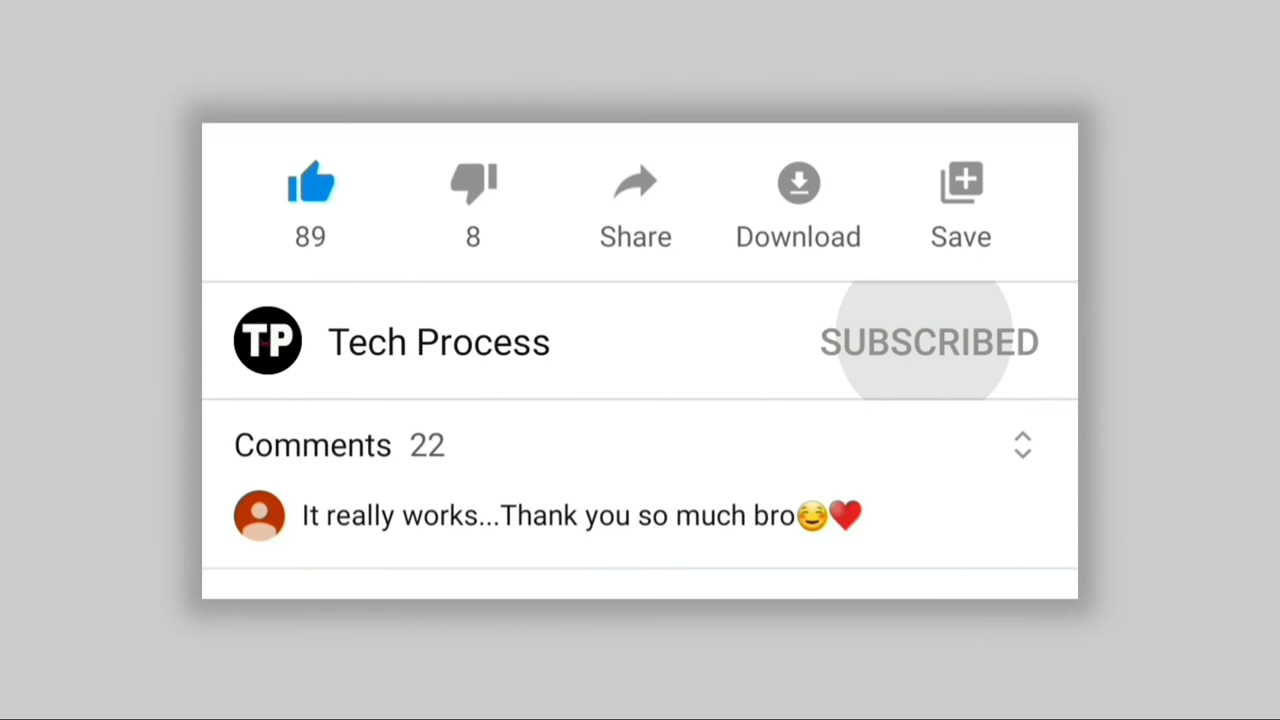 89 8 Share Download Save
TP Tech Process SUBSCRIBED
Comments 22
It really works...Thank you so much bro😂❤️